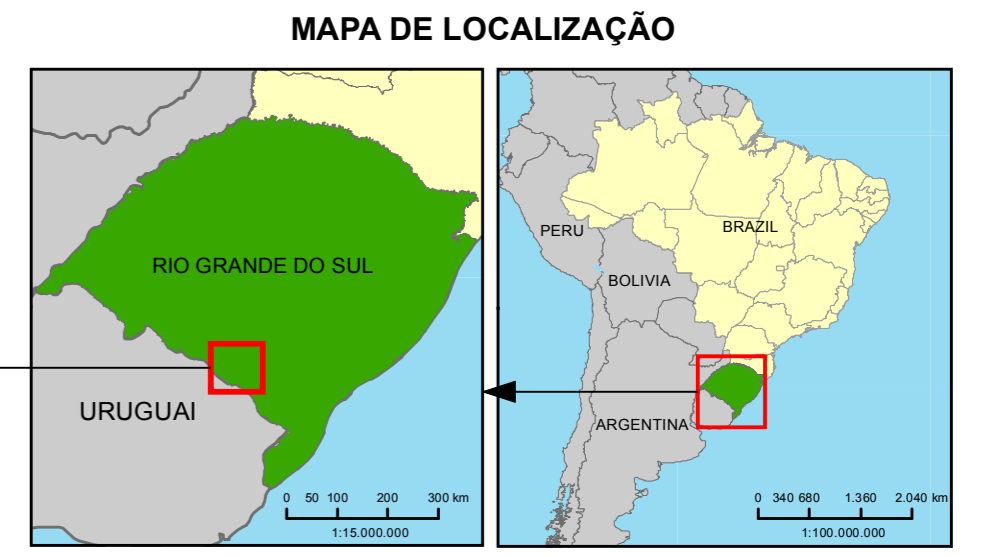 MAPA DE LOCALIZAÇÃO
RIO GRANDE DO SUL
URUGUAI
0 50 100 200 300 km
1:15.000.000
PERU
BRAZIL
BOLIVIA
ARGENTINA
0 340 680 1.360 2.040 km
1:100.000.000